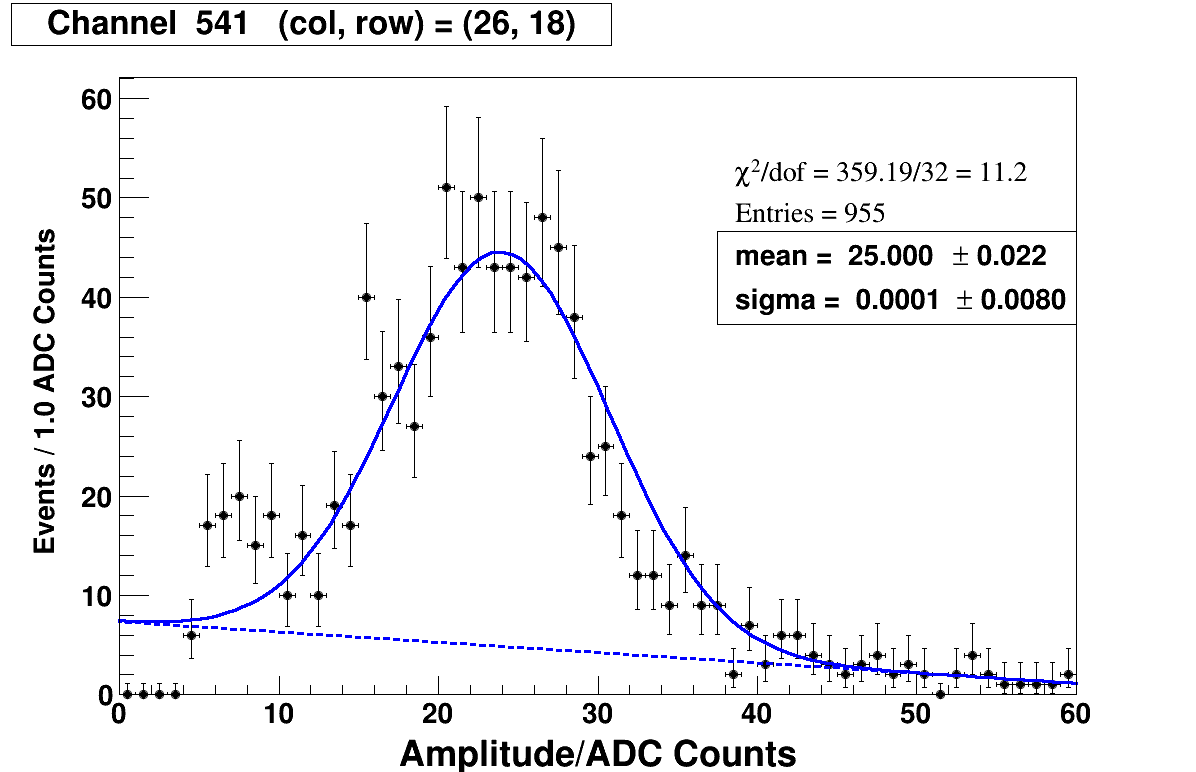 Channel 541 (col, row) = (26, 18)
χ²/dof = 359.19/32 = 11.2
Entries = 955
mean = 25.000 ± 0.022
sigma = 0.0001 ± 0.0080
Events / 1.0 ADC Counts
60
50
40
30
20
10
0
0 10 20 30 40 50 60
Amplitude/ADC Counts